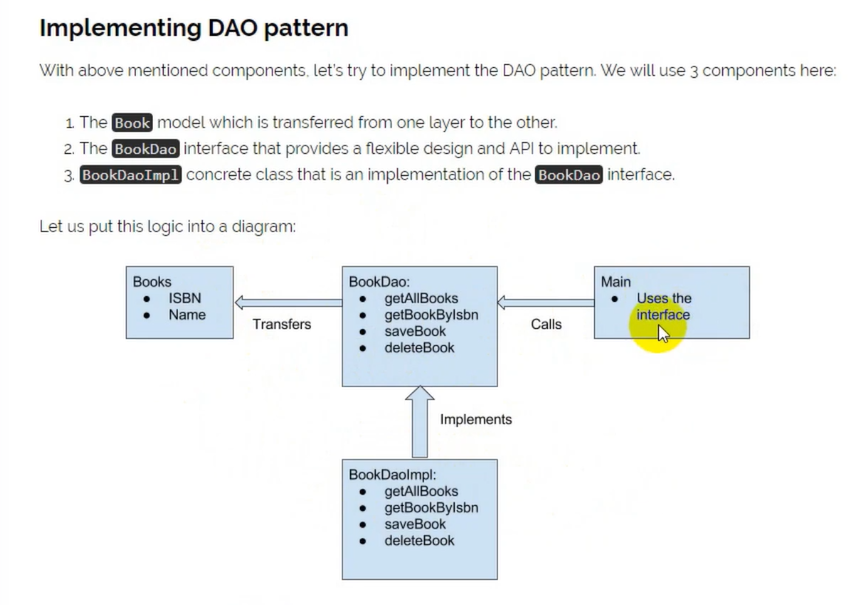 Implementing DAO pattern
With above mentioned components, let's try to implement the DAO pattern. We will use 3 components here:
1. The Book model which is transferred from one layer to the other.
2. The BookDao interface that provides a flexible design and API to implement.
3. BookDaoImpl concrete class that is an implementation of the BookDao interface.
Let us put this logic into a diagram:
Books
● ISBN
● Name
Transfers
BookDao:
● getAllBooks
● getBookByIsbn
● saveBook
● deleteBook
Calls
Main
● Uses the
interface
Implements
BookDaoImpl:
● getAllBooks
● getBookByIsbn
● saveBook
● deleteBook